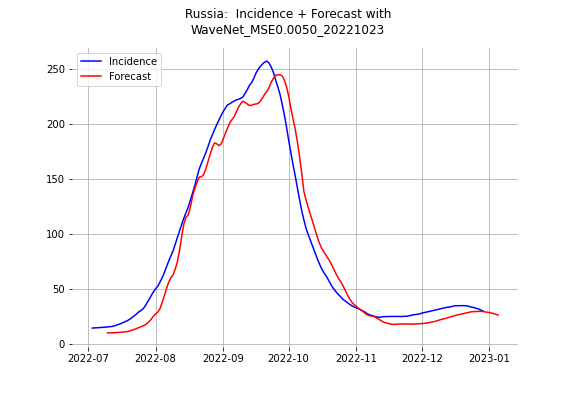 Russia:  Incidence + Forecast with
WaveNet_MSE0.0050_20221023
Incidence
Forecast
250
200
150
100
50
0
2022-07 2022-08 2022-09 2022-10 2022-11 2022-12 2023-01